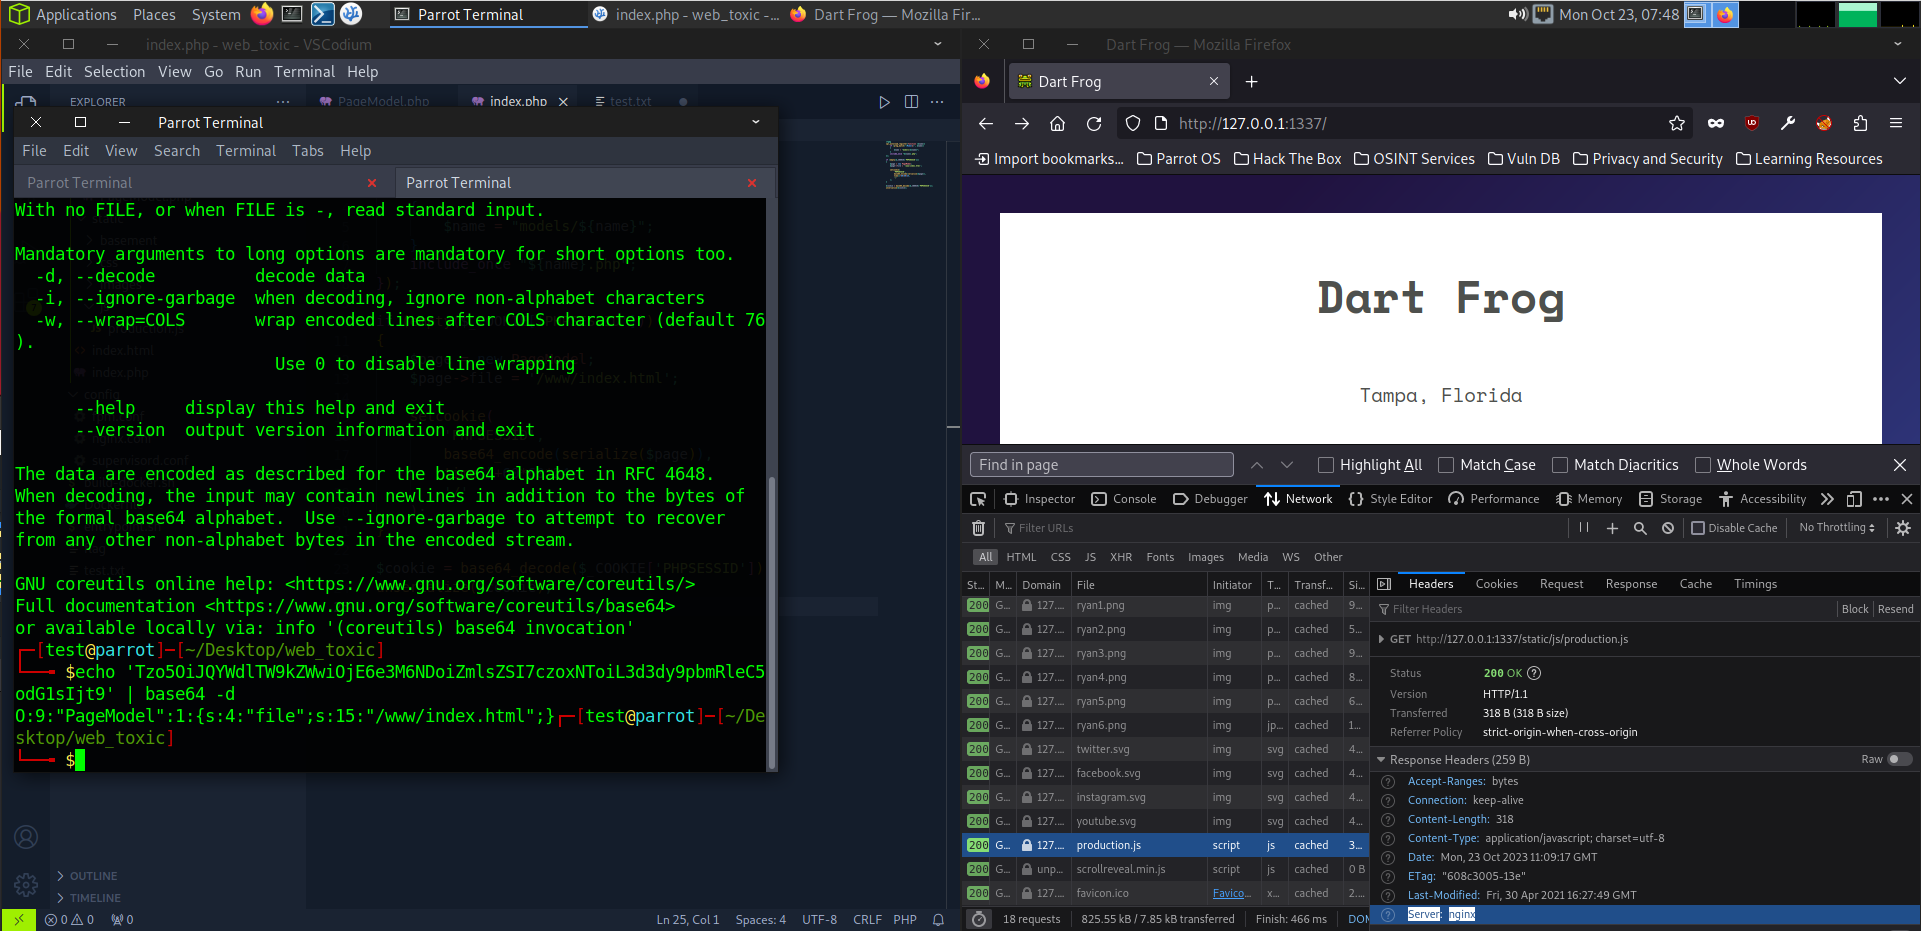 Applications Places System Parrot Terminal index.php - web_toxic -... Dart Frog — Mozilla Fir... Mon Oct 23, 07:48
index.php - web_toxic - VSCodium
File Edit Selection View Go Run Terminal Help
EXPLORER ... PageModel.php index.php test.txt
Parrot Terminal
File Edit View Search Terminal Tabs Help
Parrot Terminal Parrot Terminal
With no FILE, or when FILE is -, read standard input.
Mandatory arguments to long options are mandatory for short options too.
-d, --decode decode data
-i, --ignore-garbage when decoding, ignore non-alphabet characters
-w, --wrap=COLS wrap encoded lines after COLS character (default 76
).
Use 0 to disable line wrapping
--help display this help and exit
--version output version information and exit
The data are encoded as described for the base64 alphabet in RFC 4648.
When decoding, the input may contain newlines in addition to the bytes of
the formal base64 alphabet. Use --ignore-garbage to attempt to recover
from any other non-alphabet bytes in the encoded stream.
GNU coreutils online help: <https://www.gnu.org/software/coreutils/>
Full documentation <https://www.gnu.org/software/coreutils/base64>
or available locally via: info '(coreutils) base64 invocation'
[test@parrot]-[~/Desktop/web_toxic]
$echo 'Tzo5OiJQYWdlTW9kZWwiOjE6e3M6NDoiZmlsZSI7czoxNToiL3d3dy9pbmRleC5
odG1sIjt9' | base64 -d
O:9:"PageModel":1:{s:4:"file";s:15:"/www/index.html";}[test@parrot]-[~/De
sktop/web_toxic]
$
OUTLINE
TIMELINE
0 0 0 Ln 25, Col 1 Spaces: 4 UTF-8 CRLF PHP
Dart Frog — Mozilla Firefox
Dart Frog
http://127.0.0.1:1337/
Import bookmarks... Parrot OS Hack The Box OSINT Services Vuln DB Privacy and Security Learning Resources
Dart Frog
Tampa, Florida
Find in page Highlight All Match Case Match Diacritics Whole Words
Inspector Console Debugger Network Style Editor Performance Memory Storage Accessibility
Filter URLs Disable Cache No Throttling
All HTML CSS JS XHR Fonts Images Media WS Other
St... M... Domain File Initiator T... Transf... Si...
200 G... 127.... ryan1.png img p... cached 9...
200 G... 127.... ryan2.png img p... cached 5...
200 G... 127.... ryan3.png img p... cached 9...
200 G... 127.... ryan4.png img p... cached 8...
200 G... 127.... ryan5.png img p... cached 6...
200 G... 127.... ryan6.png img jp... cached 1...
200 G... 127.... twitter.svg img svg cached 4...
200 G... 127.... facebook.svg img svg cached 4...
200 G... 127.... instagram.svg img svg cached 4...
200 G... 127.... youtube.svg img svg cached 4...
200 G... 127.... production.js script js cached 3...
200 G... unp... scrollreveal.min.js script js cached 0 B
200 G... 127.... favicon.ico Favico... x... cached 2....
18 requests 825.55 kB / 7.85 kB transferred Finish: 466 ms DON
Headers Cookies Request Response Cache Timings
Filter Headers Block Resend
GET http://127.0.0.1:1337/static/js/production.js
Status 200 OK
Version HTTP/1.1
Transferred 318 B (318 B size)
Referrer Policy strict-origin-when-cross-origin
Response Headers (259 B) Raw
Accept-Ranges: bytes
Connection: keep-alive
Content-Length: 318
Content-Type: application/javascript; charset=utf-8
Date: Mon, 23 Oct 2023 11:09:17 GMT
ETag: "608c3005-13e"
Last-Modified: Fri, 30 Apr 2021 16:27:49 GMT
Server: nginx